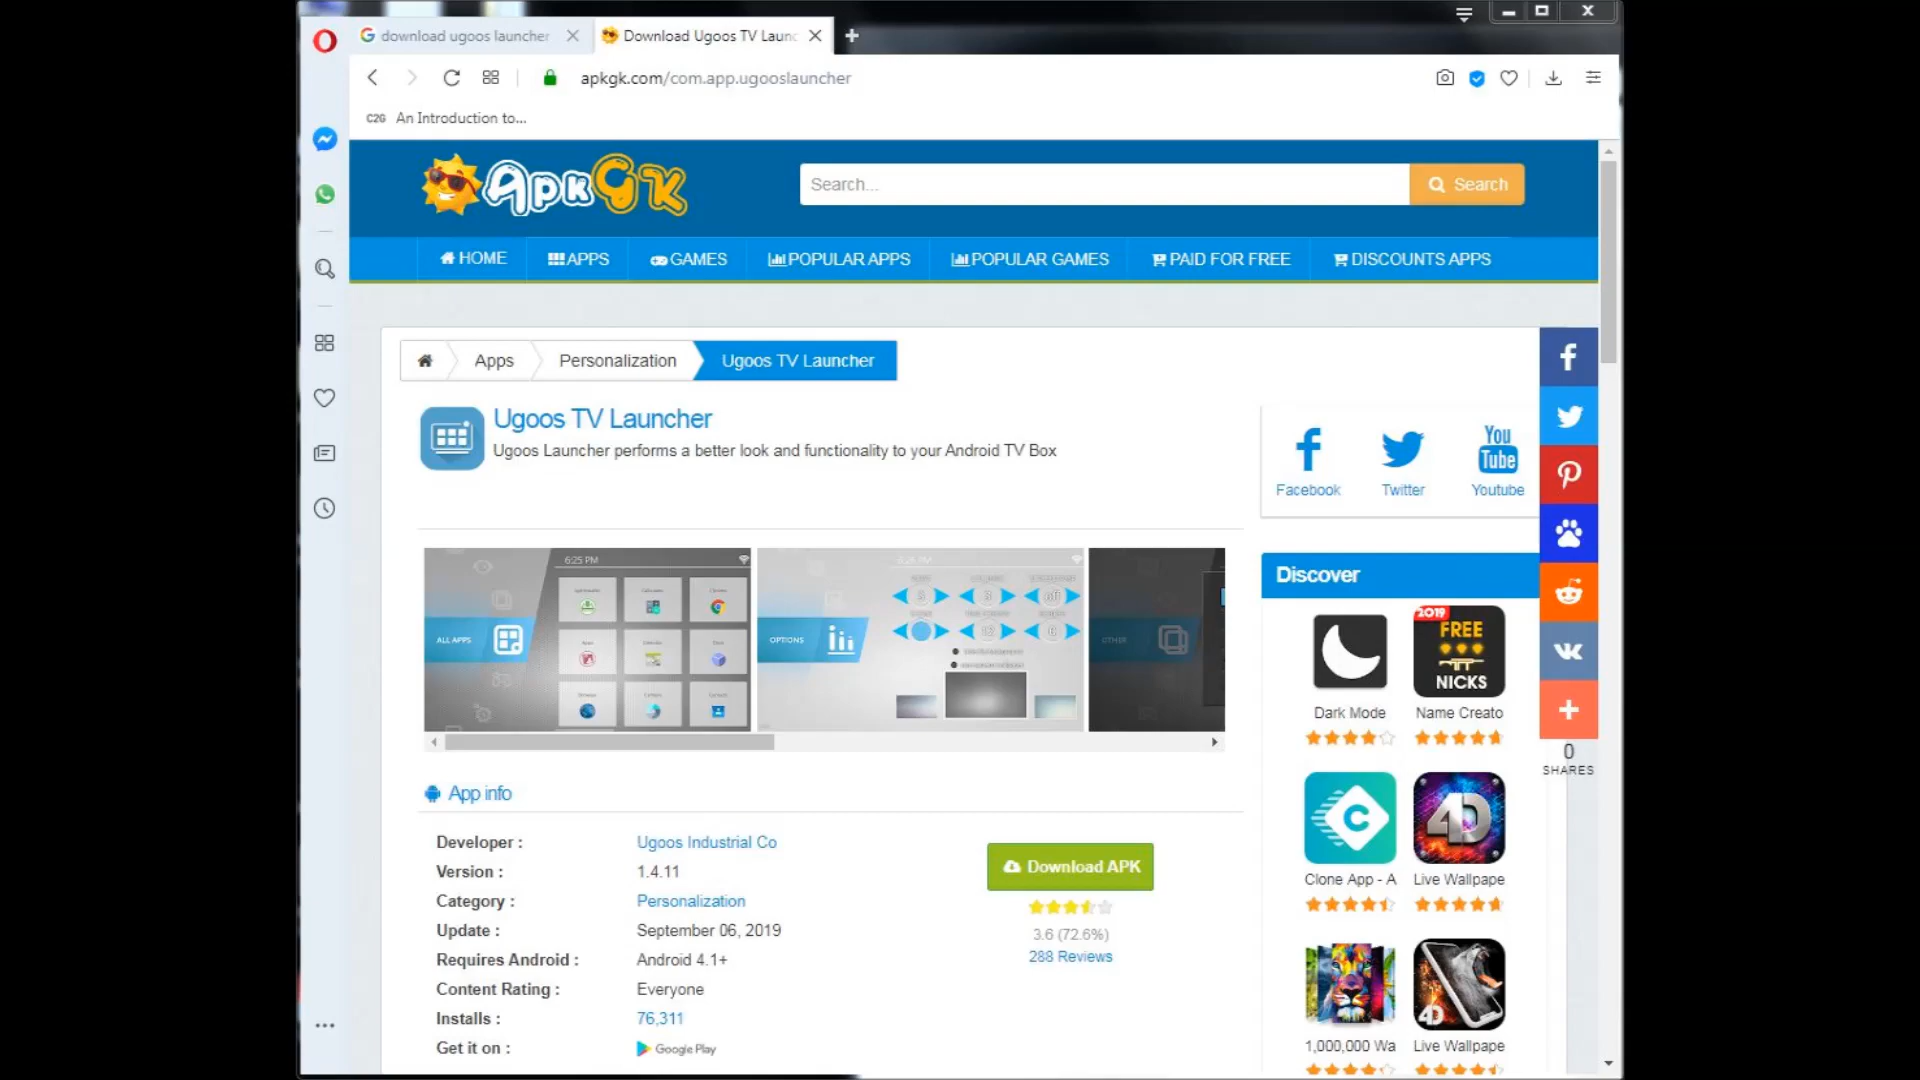 download ugoos launcher
Download Ugoos TV Launc
apkgk.com/com.app.ugooslauncher
C2G An Introduction to...
ApkGK
Search...
Search
HOME
APPS
GAMES
POPULAR APPS
POPULAR GAMES
PAID FOR FREE
DISCOUNTS APPS
Apps
Personalization
Ugoos TV Launcher
Ugoos TV Launcher
Ugoos Launcher performs a better look and functionality to your Android TV Box
You
Tube
Facebook
Twitter
Youtube
6:25 PM
ALL APPS
OPTIONS
OTHER
Discover
2019
FREE
NICKS
Dark Mode
Name Creato
0
SHARES
App info
Developer : Ugoos Industrial Co
Version : 1.4.11
Category : Personalization
Update : September 06, 2019
Requires Android : Android 4.1+
Content Rating : Everyone
Installs : 76,311
Get it on : Google Play
Download APK
3.6 (72.6%)
288 Reviews
C
4D
Clone App - A
Live Wallpape
4D
1,000,000 Wa
Live Wallpape